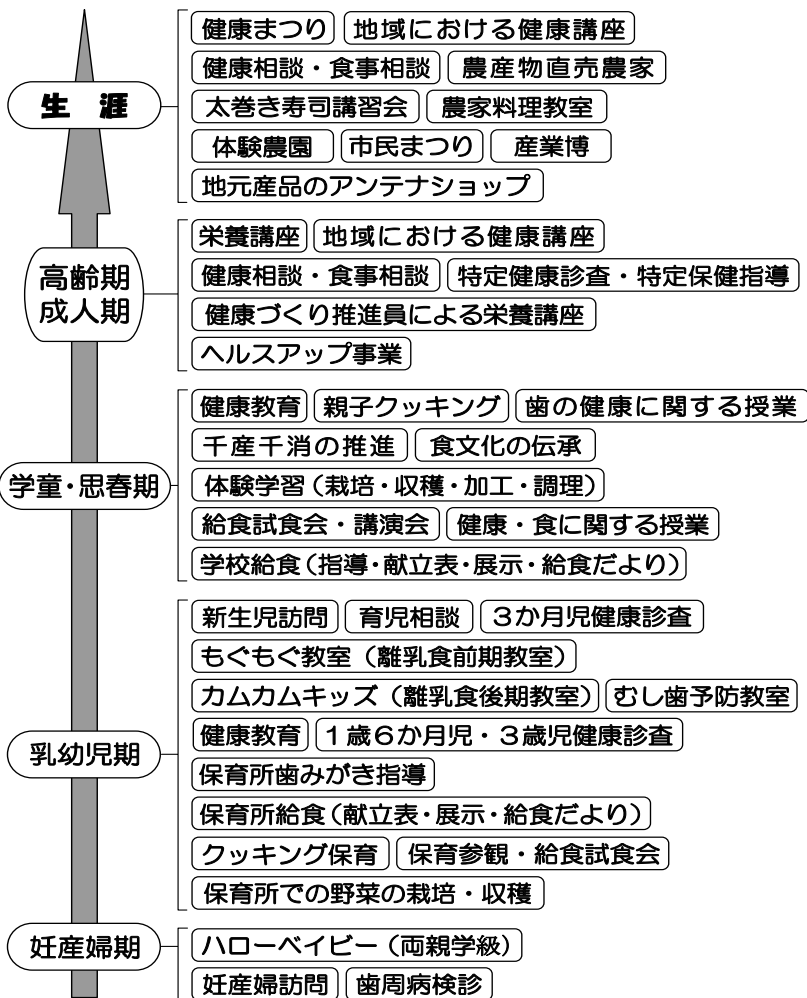 健康まつり 地域における健康講座
健康相談・食事相談 農産物直売農家
生 涯
太巻き寿司講習会 農家料理教室
体験農園 市民まつり 産業博
地元産品のアンテナショップ
栄養講座 地域における健康講座
高齢期
成人期
健康相談・食事相談 特定健康診査・特定保健指導
健康づくり推進員による栄養講座
ヘルスアップ事業
健康教育 親子クッキング 歯の健康に関する授業
千産千消の推進 食文化の伝承
学童・思春期
体験学習（栽培・収穫・加工・調理）
給食試食会・講演会 健康・食に関する授業
学校給食（指導・献立表・展示・給食だより）
新生児訪問 育児相談 3か月児健康診査
もぐもぐ教室（離乳食前期教室）
カムカムキッズ（離乳食後期教室） むし歯予防教室
乳幼児期
健康教育 1歳6か月児・3歳児健康診査
保育所歯みがき指導
保育所給食（献立表・展示・給食だより）
クッキング保育 保育参観・給食試食会
保育所での野菜の栽培・収穫
妊産婦期
ハローベイビー（両親学級）
妊産婦訪問 歯周病検診